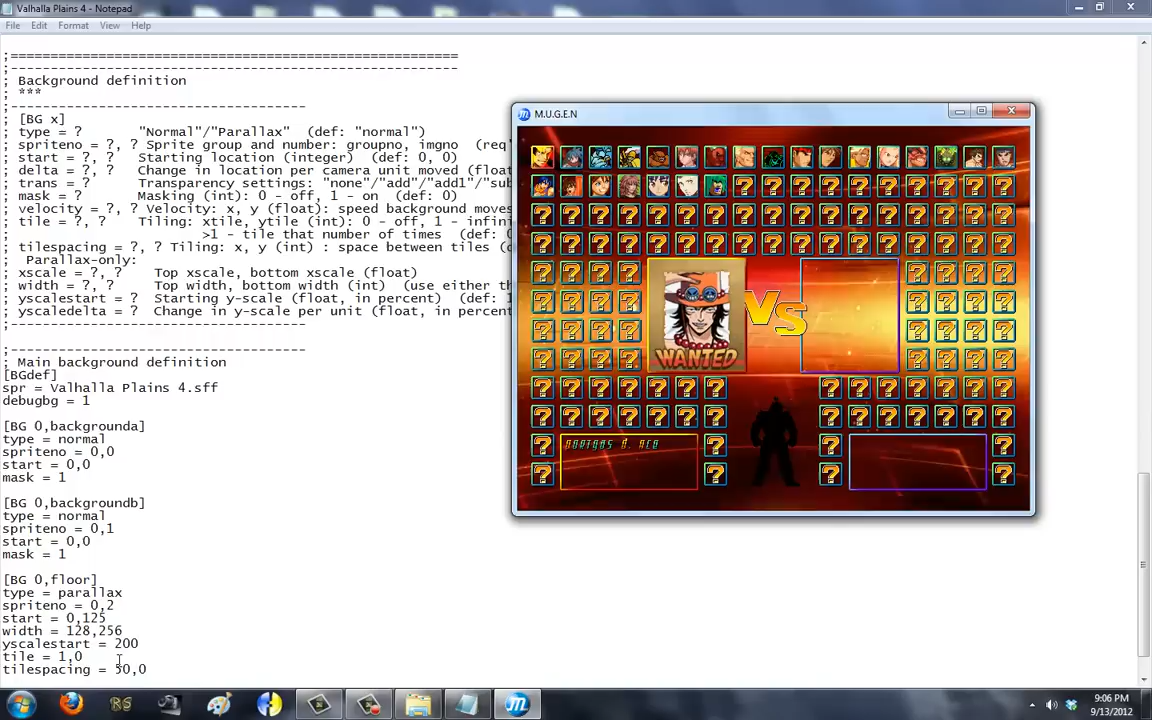 Valhalla Plains 4 - Notepad
File Edit Format View Help
;=======================================================
;-------------------------------------------------------
; Background definition
; ***
;-----------------------------------
; [BG x]
; type = ? "Normal"/"Parallax" (def: "normal")
; spriteno = ?, ? Sprite group and number: groupno, imgno (req'
; start = ?, ? Starting location (integer) (def: 0, 0)
; delta = ?, ? Change in location per camera unit moved (float
; trans = ? Transparency settings: "none"/"add"/"add1"/"sub
; mask = ? Masking (int): 0 - off, 1 - on (def: 0)
; velocity = ?, ? Velocity: x, y (float): speed background moves
; tile = ?, ? Tiling: xtile, ytile (int): 0 - off, 1 - infini
; >1 - tile that number of times (def: 0
; tilespacing = ?, ? Tiling: x, y (int) : space between tiles (d
; Parallax-only:
; xscale = ?, ? Top xscale, bottom xscale (float)
; width = ?, ? Top width, bottom width (int) (use either th
; yscalestart = ? Starting y-scale (float, in percent) (def: 1
; yscaledelta = ? Change in y-scale per unit (float, in percent
;-----------------------------------
;-----------------------------------
; Main background definition
[BGdef]
spr = Valhalla Plains 4.sff
debugbg = 1
[BG 0,backgrounda]
type = normal
spriteno = 0,0
start = 0,0
mask = 1
[BG 0,backgroundb]
type = normal
spriteno = 0,1
start = 0,0
mask = 1
[BG 0,floor]
type = parallax
spriteno = 0,2
start = 0,125
width = 128,256
yscalestart = 200
tile = 1,0
tilespacing = 50,0
M.U.G.E.N
WANTED
VS
Portgas D. Ace
RS
9:06 PM
9/13/2012